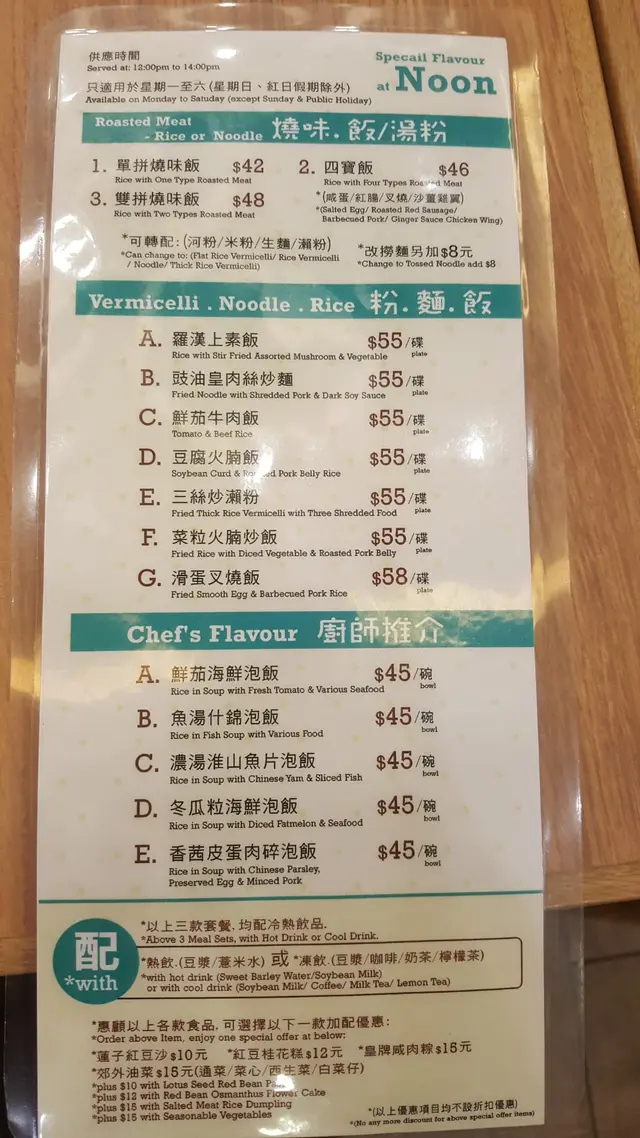 供應時間
Served at: 12:00pm to 14:00pm
只適用於星期一至六 (星期日、紅日假期除外)
Available on Monday to Satuday (except Sunday & Public Holiday)
Specail Flavour
at Noon
Roasted Meat
- Rice or Noodle 燒味.飯/湯粉
1. 單拼燒味飯 $42
Rice with One Type Roasted Meat
2. 四寶飯 $46
Rice with Four Types Roasted Meat
3. 雙拼燒味飯 $48
Rice with Two Types Roasted Meat
*(咸蛋/紅腸/叉燒/沙薑雞翼)
*(Salted Egg/ Roasted Red Sausage/
Barbecued Pork/ Ginger Sauce Chicken Wing)
*可轉配: (河粉/米粉/生麵/瀨粉)
*Can change to: (Flat Rice Vermicelli/ Rice Vermicelli
/ Noodle/ Thick Rice Vermicelli)
*改撈麵另加$8元
*Change to Tossed Noodle add $8
Vermicelli . Noodle . Rice 粉.麵.飯
A. 羅漢上素飯 $55/碟
Rice with Stir Fried Assorted Mushroom & Vegetable plate
B. 豉油皇肉絲炒麵 $55/碟
Fried Noodle with Shredded Pork & Dark Soy Sauce plate
C. 鮮茄牛肉飯 $55/碟
Tomato & Beef Rice plate
D. 豆腐火腩飯 $55/碟
Soybean Curd & Roasted Pork Belly Rice plate
E. 三絲炒瀨粉 $55/碟
Fried Thick Rice Vermicelli with Three Shredded Food plate
F. 菜粒火腩炒飯 $55/碟
Fried Rice with Diced Vegetable & Roasted Pork Belly plate
G. 滑蛋叉燒飯 $58/碟
Fried Smooth Egg & Barbecued Pork Rice plate
Chef's Flavour 廚師推介
A. 鮮茄海鮮泡飯 $45/碗
Rice in Soup with Fresh Tomato & Various Seafood bowl
B. 魚湯什錦泡飯 $45/碗
Rice in Fish Soup with Various Food bowl
C. 濃湯淮山魚片泡飯 $45/碗
Rice in Soup with Chinese Yam & Sliced Fish bowl
D. 冬瓜粒海鮮泡飯 $45/碗
Rice in Soup with Diced Fatmelon & Seafood bowl
E. 香茜皮蛋肉碎泡飯 $45/碗
Rice in Soup with Chinese Parsley, bowl
Preserved Egg & Minced Pork
配
*with
*以上三款套餐, 均配冷熱飲品.
*Above 3 Meal Sets, with Hot Drink or Cool Drink.
*熱飲.(豆漿/薏米水) 或 *凍飲.(豆漿/咖啡/奶茶/檸檬茶)
*with hot drink (Sweet Barley Water/Soybean Milk)
or with cool drink (Soybean Milk/ Coffee/ Milk Tea/ Lemon Tea)
*惠顧以上各款食品, 可選擇以下一款加配優惠:
*Order above Item, enjoy one special offer at below:
*蓮子紅豆沙$10元 *紅豆桂花糕$12元 *皇牌咸肉粽$15元
*郊外油菜$15元(通菜/菜心/西生菜/白菜仔)
*plus $10 with Lotus Seed Red Bean
*plus $12 with Red Bean Osmanthus Flower Cake
*plus $15 with Salted Meat Rice Dumpling
*plus $15 with Seasonable Vegetables
*(以上優惠項目均不設折扣優惠)
*(No any more discount for above special offer items)